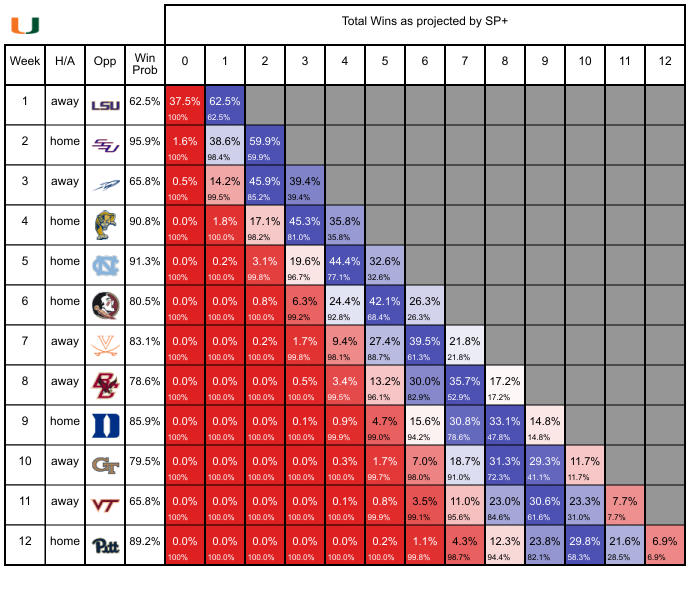 Total Wins as projected by SP+
Week H/A Opp Win Prob 0 1 2 3 4 5 6 7 8 9 10 11 12
1 away LSU 62.5% 37.5% 62.5%
100% 62.5%
2 home 95.9% 1.6% 38.6% 59.9%
100% 98.4% 59.9%
3 away 65.8% 0.5% 14.2% 45.9% 39.4%
100% 99.5% 85.2% 39.4%
4 home 90.8% 0.0% 1.8% 17.1% 45.3% 35.8%
100% 100.0% 98.2% 81.0% 35.8%
5 home NC 91.3% 0.0% 0.2% 3.1% 19.6% 44.4% 32.6%
100% 100.0% 99.8% 96.7% 77.1% 32.6%
6 home 80.5% 0.0% 0.0% 0.8% 6.3% 24.4% 42.1% 26.3%
100% 100.0% 100.0% 99.2% 92.8% 68.4% 26.3%
7 away V 83.1% 0.0% 0.0% 0.2% 1.7% 9.4% 27.4% 39.5% 21.8%
100% 100.0% 100.0% 99.8% 98.1% 88.7% 61.3% 21.8%
8 away BC 78.6% 0.0% 0.0% 0.0% 0.5% 3.4% 13.2% 30.0% 35.7% 17.2%
100% 100.0% 100.0% 100.0% 99.5% 96.1% 82.9% 52.9% 17.2%
9 home D 85.9% 0.0% 0.0% 0.1% 0.1% 0.9% 4.7% 15.6% 30.8% 33.1% 14.8%
100% 100.0% 100.0% 100.0% 99.9% 99.0% 94.2% 78.6% 47.8% 14.8%
10 away GT 79.5% 0.0% 0.0% 0.0% 0.0% 0.3% 1.7% 7.0% 18.7% 31.3% 29.3% 11.7%
100% 100.0% 100.0% 100.0% 100.0% 99.7% 98.0% 91.0% 72.3% 41.1% 11.7%
11 away VT 65.8% 0.0% 0.0% 0.0% 0.0% 0.1% 0.8% 3.5% 11.0% 23.0% 30.6% 23.3% 7.7%
100% 100.0% 100.0% 100.0% 100.0% 99.9% 99.1% 95.6% 84.6% 61.6% 31.0% 7.7%
12 home Pitt 89.2% 0.0% 0.0% 0.0% 0.0% 0.0% 0.2% 1.1% 4.3% 12.3% 23.8% 29.8% 21.6% 6.9%
100% 100.0% 100.0% 100.0% 100.0% 100.0% 99.8% 98.7% 94.4% 82.1% 58.3% 28.5% 6.9%